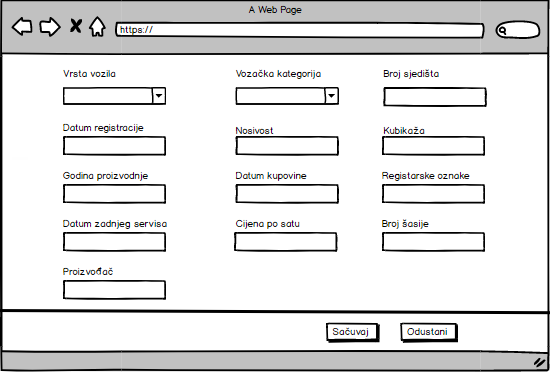 A Web Page
https://
Vrsta vozila
Vozačka kategorija
Broj sjedišta
Datum registracije
Nosivost
Kubikaža
Godina proizvodnje
Datum kupovine
Registarske oznake
Datum zadnjeg servisa
Cijena po satu
Broj šasije
Proizvođač
Sačuvaj
Odustani